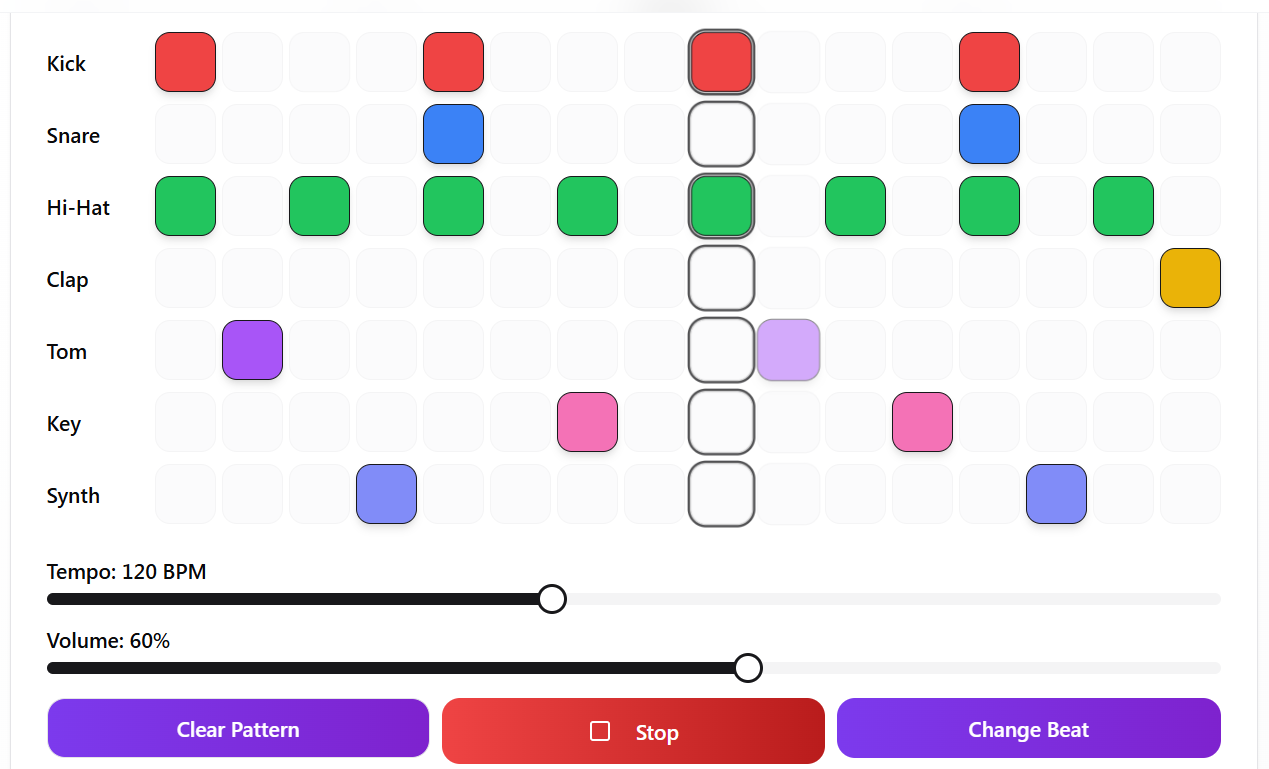 Kick
Snare
Hi-Hat
Clap
Tom
Key
Synth
Tempo: 120 BPM
Volume: 60%
Clear Pattern
Stop
Change Beat